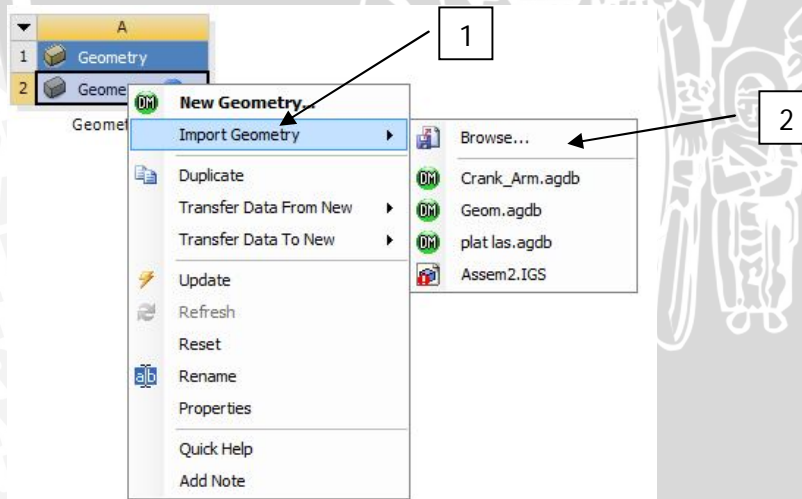 1
A
1 Geometry
2 Geome
Geomet
New Geometry...
Import Geometry
Duplicate
Transfer Data From New
Transfer Data To New
Update
Refresh
Reset
Rename
Properties
Quick Help
Add Note
2
Browse...
Crank_Arm.agdb
Geom.agdb
plat las.agdb
Assem2.IGS